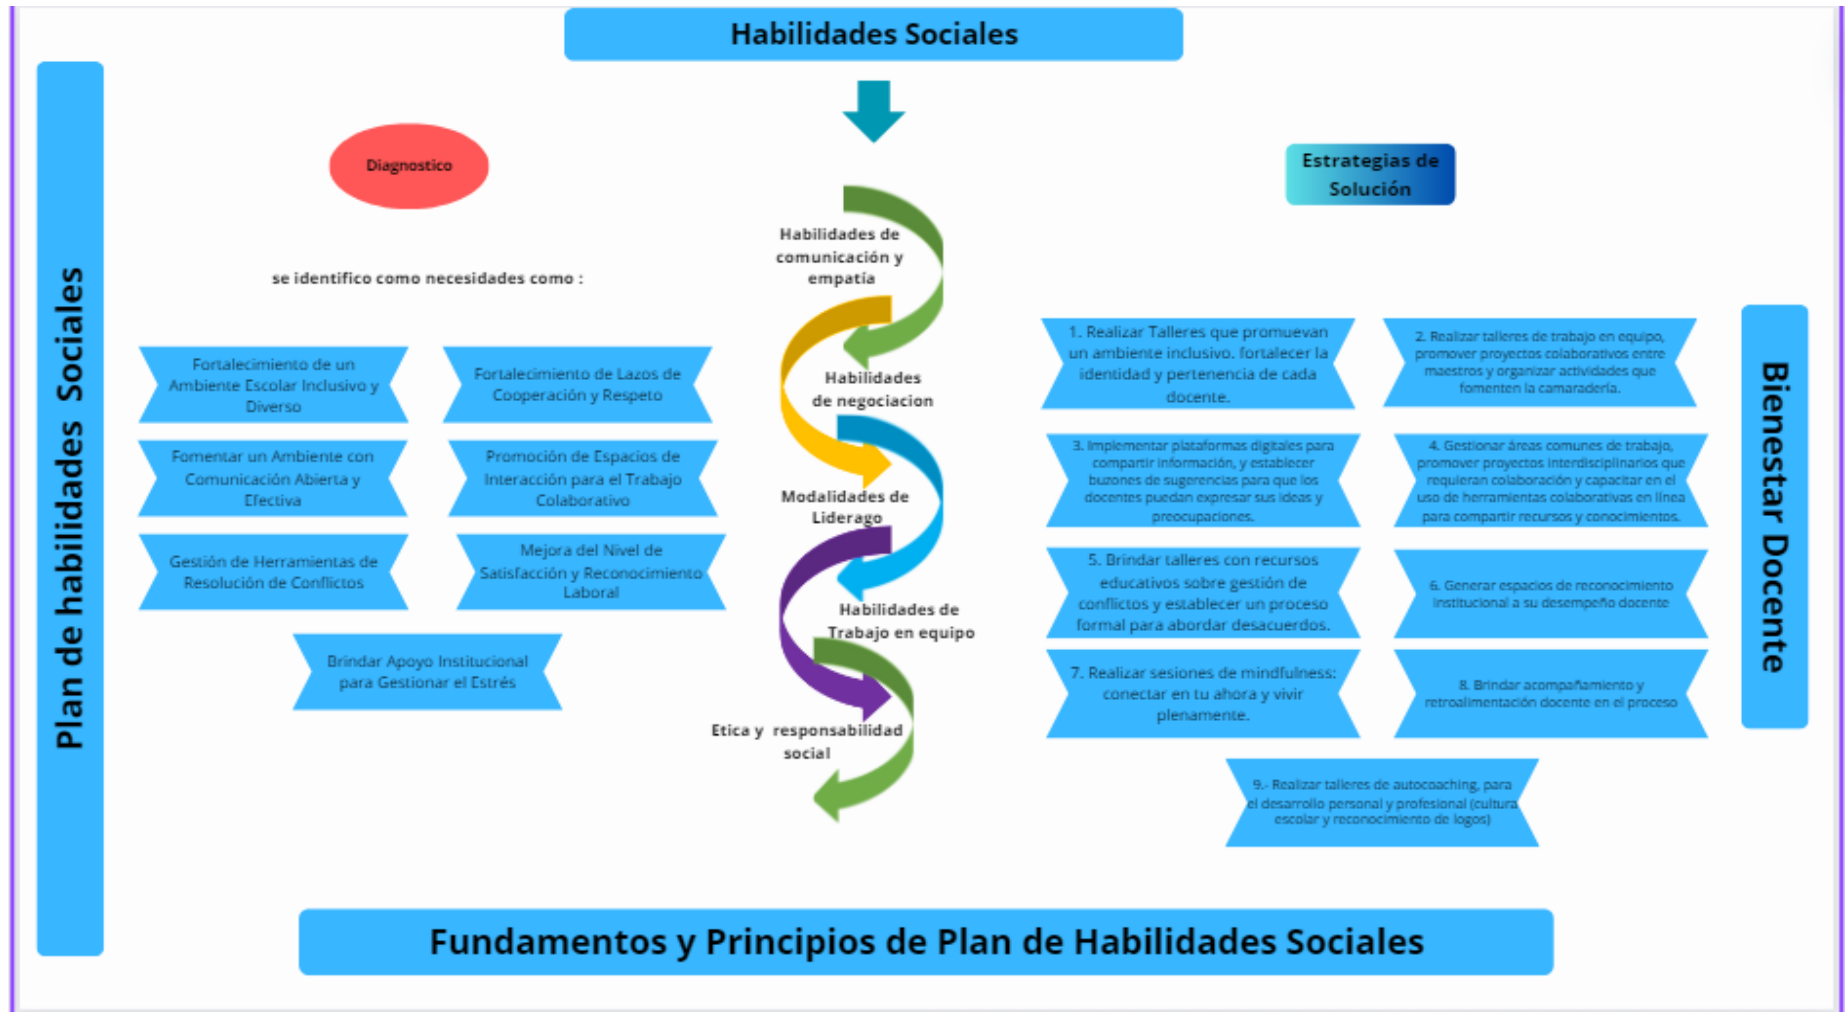 Habilidades Sociales
Plan de habilidades Sociales
Diagnostico
se identifico como necesidades como :
Fortalecimiento de un
Ambiente Escolar Inclusivo y
Diverso
Fortalecimiento de Lazos de
Cooperación y Respeto
Fomentar un Ambiente con
Comunicación Abierta y
Efectiva
Promoción de Espacios de
Interacción para el Trabajo
Colaborativo
Gestión de Herramientas de
Resolución de Conflictos
Mejora del Nivel de
Satisfacción y Reconocimiento
Laboral
Brindar Apoyo Institucional
para Gestionar el Estrés
Habilidades de
comunicación y
empatía
Habilidades
de negociacion
Modalidades de
Liderago
Habilidades de
Trabajo en equipo
Etica y responsabilidad
social
Estrategias de
Solución
1. Realizar Talleres que promuevan
un ambiente inclusivo. fortalecer la
identidad y pertenencia de cada
docente.
2. Realizar talleres de trabajo en equipo,
promover proyectos colaborativos entre
maestros y organizar actividades que
fomenten la camaradería.
3. Implementar plataformas digitales para
compartir información, y establecer
buzones de sugerencias para que los
docentes puedan expresar sus ideas y
preocupaciones.
4. Gestionar áreas comunes de trabajo,
promover proyectos interdisciplinarios que
requieran colaboración y capacitar en el
uso de herramientas colaborativas en línea
para compartir recursos y conocimientos.
5. Brindar talleres con recursos
educativos sobre gestión de
conflictos y establecer un proceso
formal para abordar desacuerdos.
6. Generar espacios de reconocimiento
institucional a su desempeño docente
7. Realizar sesiones de mindfulness:
conectar en tu ahora y vivir
plenamente.
8. Brindar acompañamiento y
retroalimentación docente en el proceso
9.- Realizar talleres de autocoaching, para
el desarrollo personal y profesional (cultura
escolar y reconocimiento de logos)
Bienestar Docente
Fundamentos y Principios de Plan de Habilidades Sociales